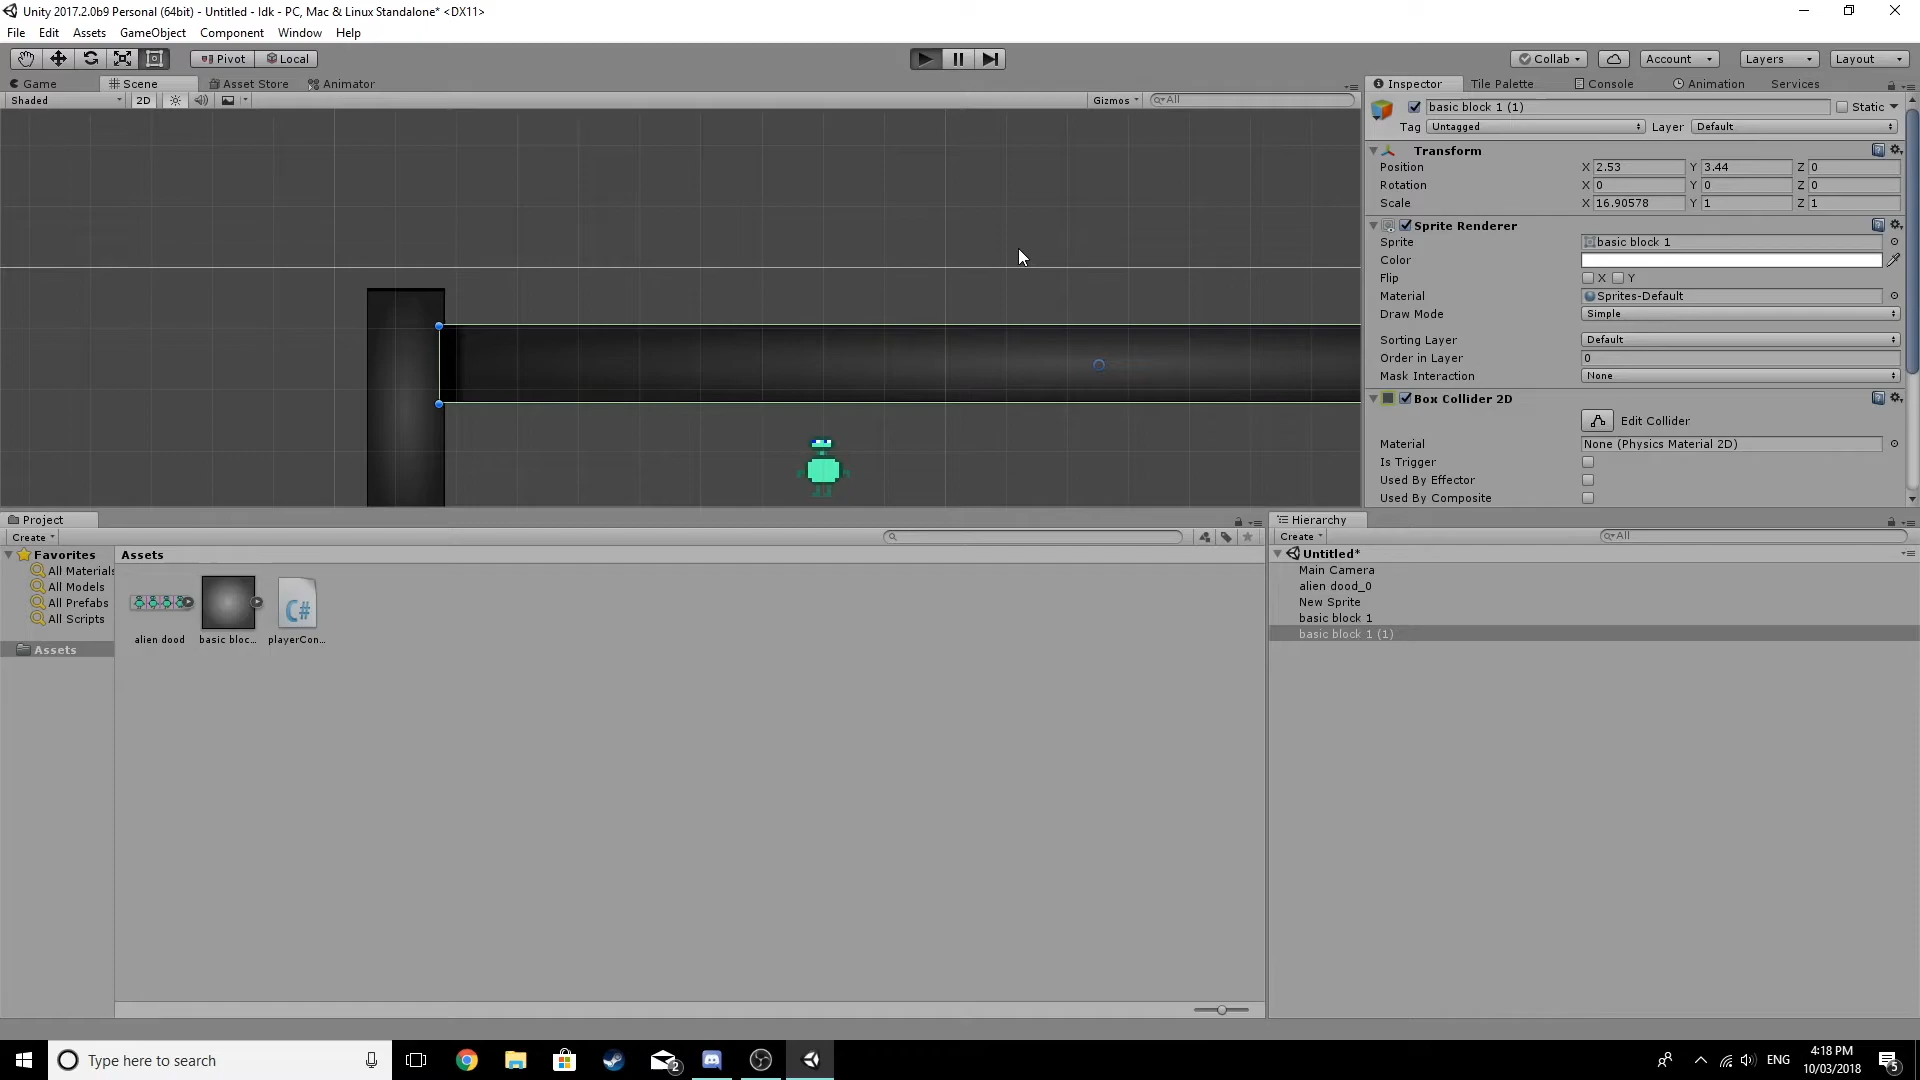 Unity 2017.2.0b9 Personal (64bit) - Untitled - Idk - PC, Mac & Linux Standalone* <DX11>
File Edit Assets GameObject Component Window Help
Pivot Local Collab Account Layers Layout
Game Scene Asset Store Animator
Shaded 2D Gizmos All
Inspector Tile Palette Console Animation Services
basic block 1 (1) Static
Tag Untagged Layer Default
Transform
Position X 2.53 Y 3.44 Z 0
Rotation X 0 Y 0 Z 0
Scale X 16.90578 Y 1 Z 1
Sprite Renderer
Sprite basic block 1
Color
Flip X Y
Material Sprites-Default
Draw Mode Simple
Sorting Layer Default
Order in Layer 0
Mask Interaction None
Box Collider 2D
Edit Collider
Material None (Physics Material 2D)
Is Trigger
Used By Effector
Used By Composite
Project
Create
Favorites
All Materials
All Models
All Prefabs
All Scripts
Assets
Assets
alien dood basic bloc... playerCon...
C#
Hierarchy
Create All
Untitled*
Main Camera
alien dood_0
New Sprite
basic block 1
basic block 1 (1)
Type here to search
2
ENG
4:18 PM
10/03/2018
5